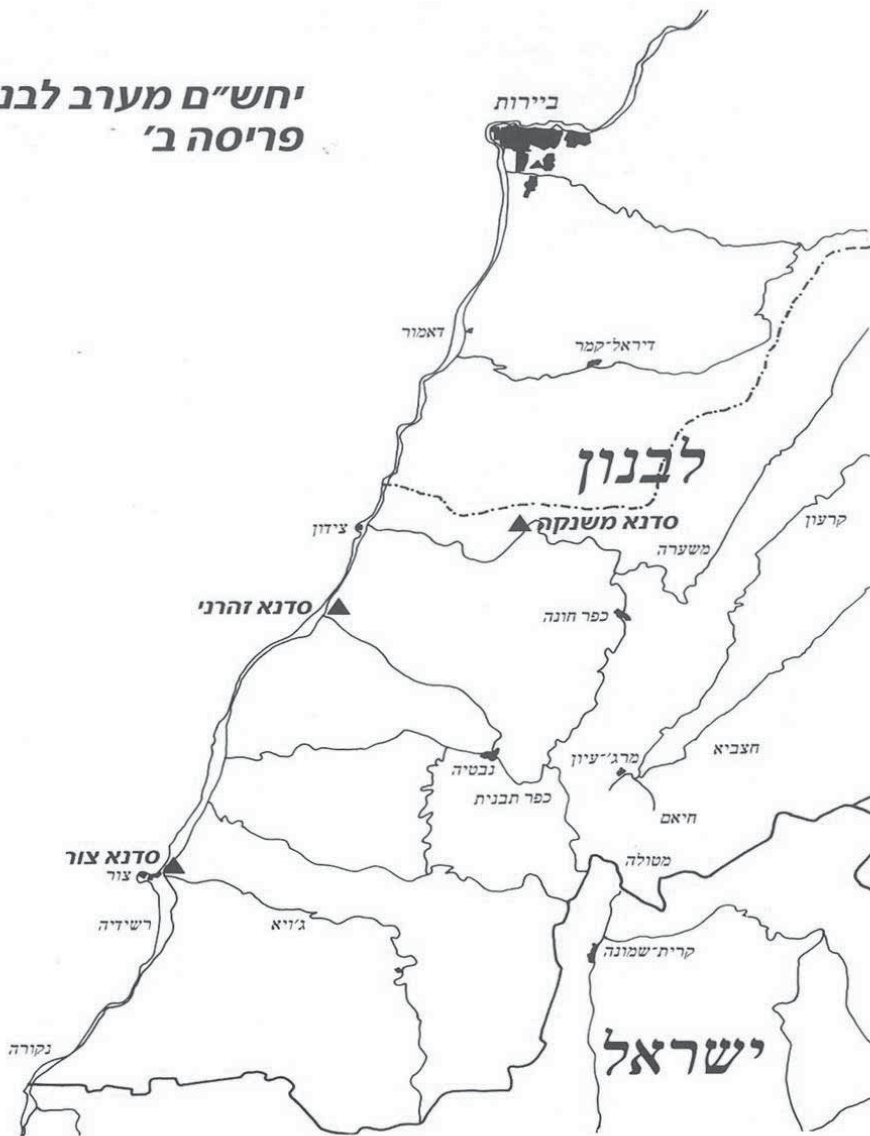 יחש״ם מערב לבנ
פריסה ב׳
ביירות
דאמור
דיראל־קמר
לבנון
קרעון
סדנא משנקה
צידון
משערה
סדנא זהרני
כפר חונה
חצביא
מרג׳־עיון
נבטיה
כפר תבנית
חיאם
סדנא צור
מטולה
צור
רשידיה
ג׳ויא
קרית־שמונה
נקורה
ישראל